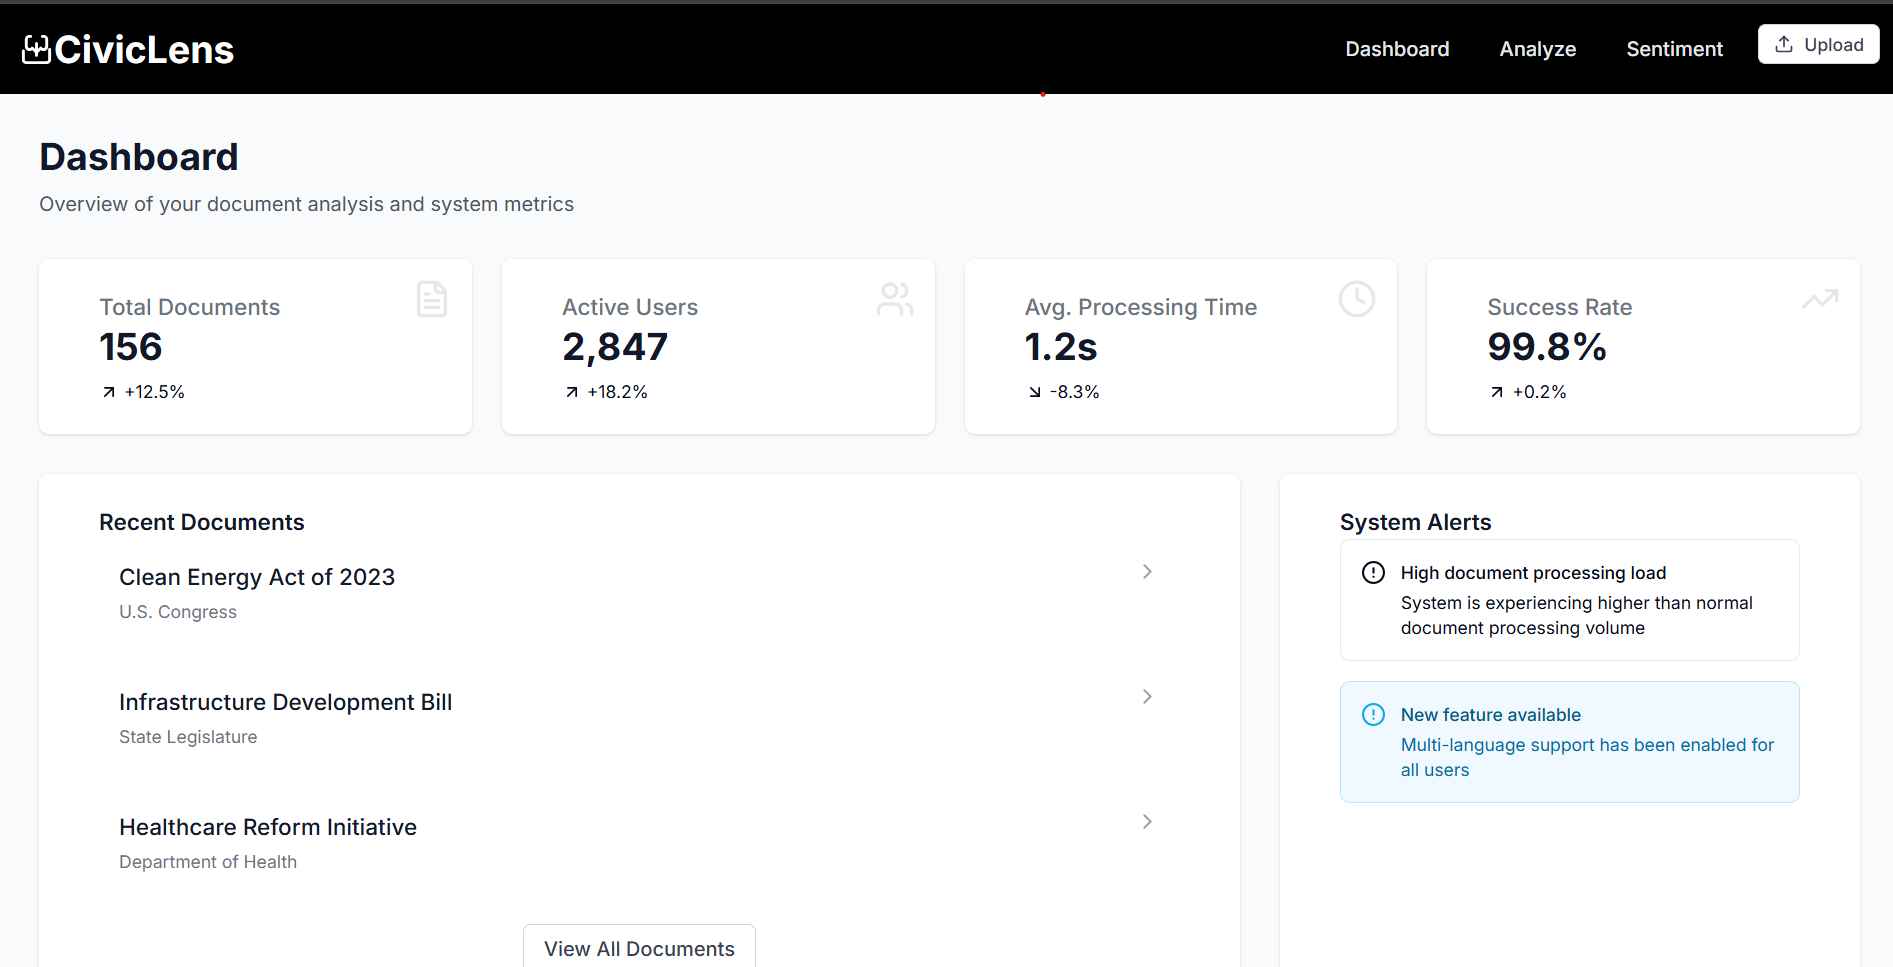 CivicLens
Dashboard
Analyze
Sentiment
Upload
Dashboard
Overview of your document analysis and system metrics
Total Documents
156
+12.5%
Active Users
2,847
+18.2%
Avg. Processing Time
1.2s
-8.3%
Success Rate
99.8%
+0.2%
Recent Documents
Clean Energy Act of 2023
U.S. Congress
Infrastructure Development Bill
State Legislature
Healthcare Reform Initiative
Department of Health
View All Documents
System Alerts
High document processing load
System is experiencing higher than normal
document processing volume
New feature available
Multi-language support has been enabled for
all users